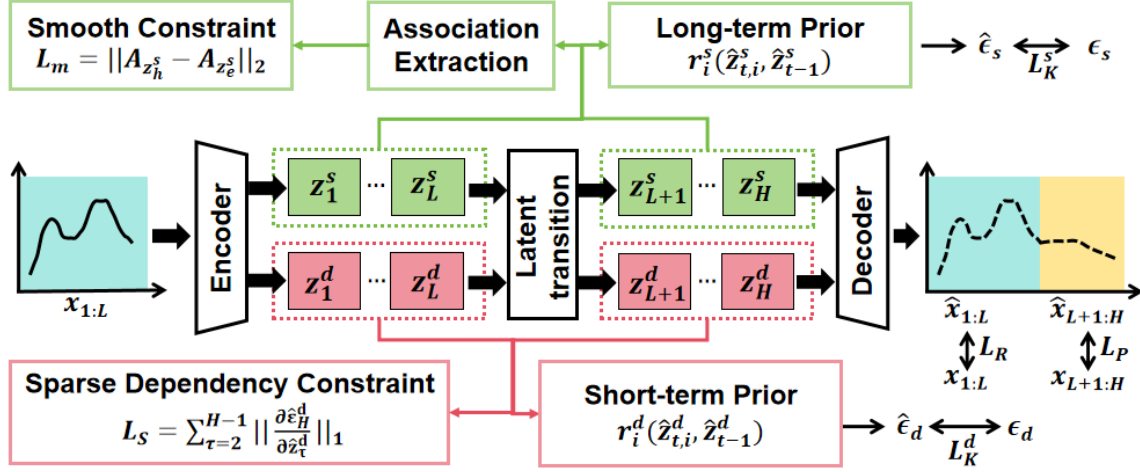 Smooth Constraint
L_m = ||A_{z_h^s} − A_{z_e^s}||_2
Association
Extraction
Long-term Prior
r_i^s(ẑ_{t,i}^s, ẑ_{t−1}^s)
ε̂_s L_K^s ε_s
x_{1:L}
Encoder
z_1^s ··· z_L^s
z_1^d ··· z_L^d
Latent
transition
z_{L+1}^s ··· z_H^s
z_{L+1}^d ··· z_H^d
Decoder
x̂_{1:L} x̂_{L+1:H}
L_R L_P
x_{1:L} x_{L+1:H}
Sparse Dependency Constraint
L_S = ∑_{τ=2}^{H−1} ||∂ε̂_H^d / ∂ẑ_τ^d||_1
Short-term Prior
r_i^d(ẑ_{t,i}^d, ẑ_{t−1}^d)
ε̂_d L_K^d ε_d